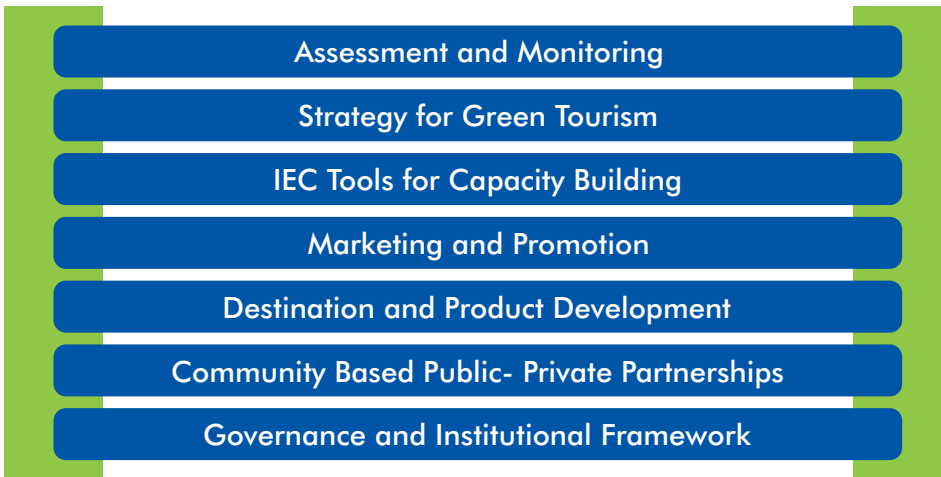 Assessment and Monitoring
Strategy for Green Tourism
IEC Tools for Capacity Building
Marketing and Promotion
Destination and Product Development
Community Based Public- Private Partnerships
Governance and Institutional Framework